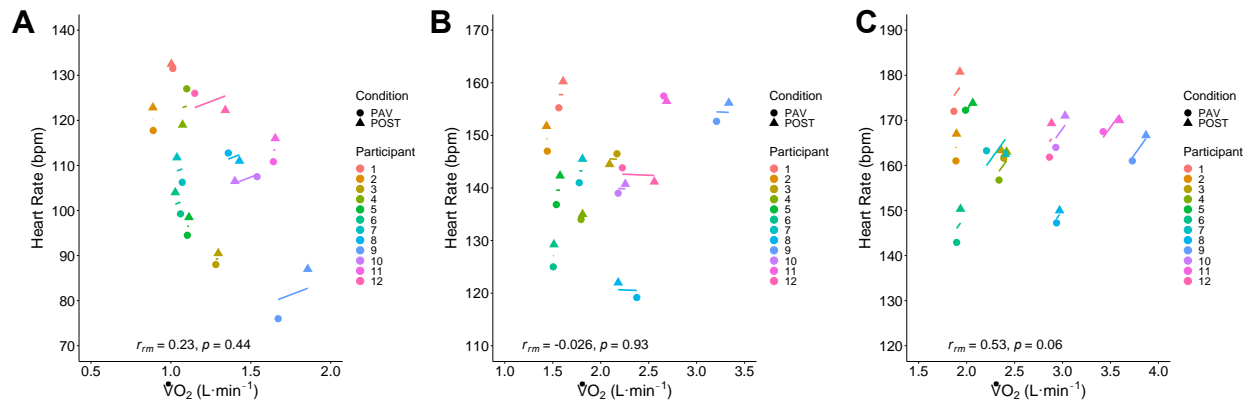 A
Heart Rate (bpm)
140
130
120
110
100
90
80
70
0.5 1.0 1.5 2.0
V̇O₂ (L·min⁻¹)
r_rm = 0.23, p = 0.44
Condition
PAV
POST
Participant
1
2
3
4
5
6
7
8
9
10
11
12
B
Heart Rate (bpm)
170
160
150
140
130
120
110
1.0 1.5 2.0 2.5 3.0 3.5
V̇O₂ (L·min⁻¹)
r_rm = -0.026, p = 0.93
Condition
PAV
POST
Participant
1
2
3
4
5
6
7
8
9
10
11
12
C
Heart Rate (bpm)
190
180
170
160
150
140
130
120
1.5 2.0 2.5 3.0 3.5 4.0
V̇O₂ (L·min⁻¹)
r_rm = 0.53, p = 0.06
Condition
PAV
POST
Participant
1
2
3
4
5
6
7
8
9
10
11
12